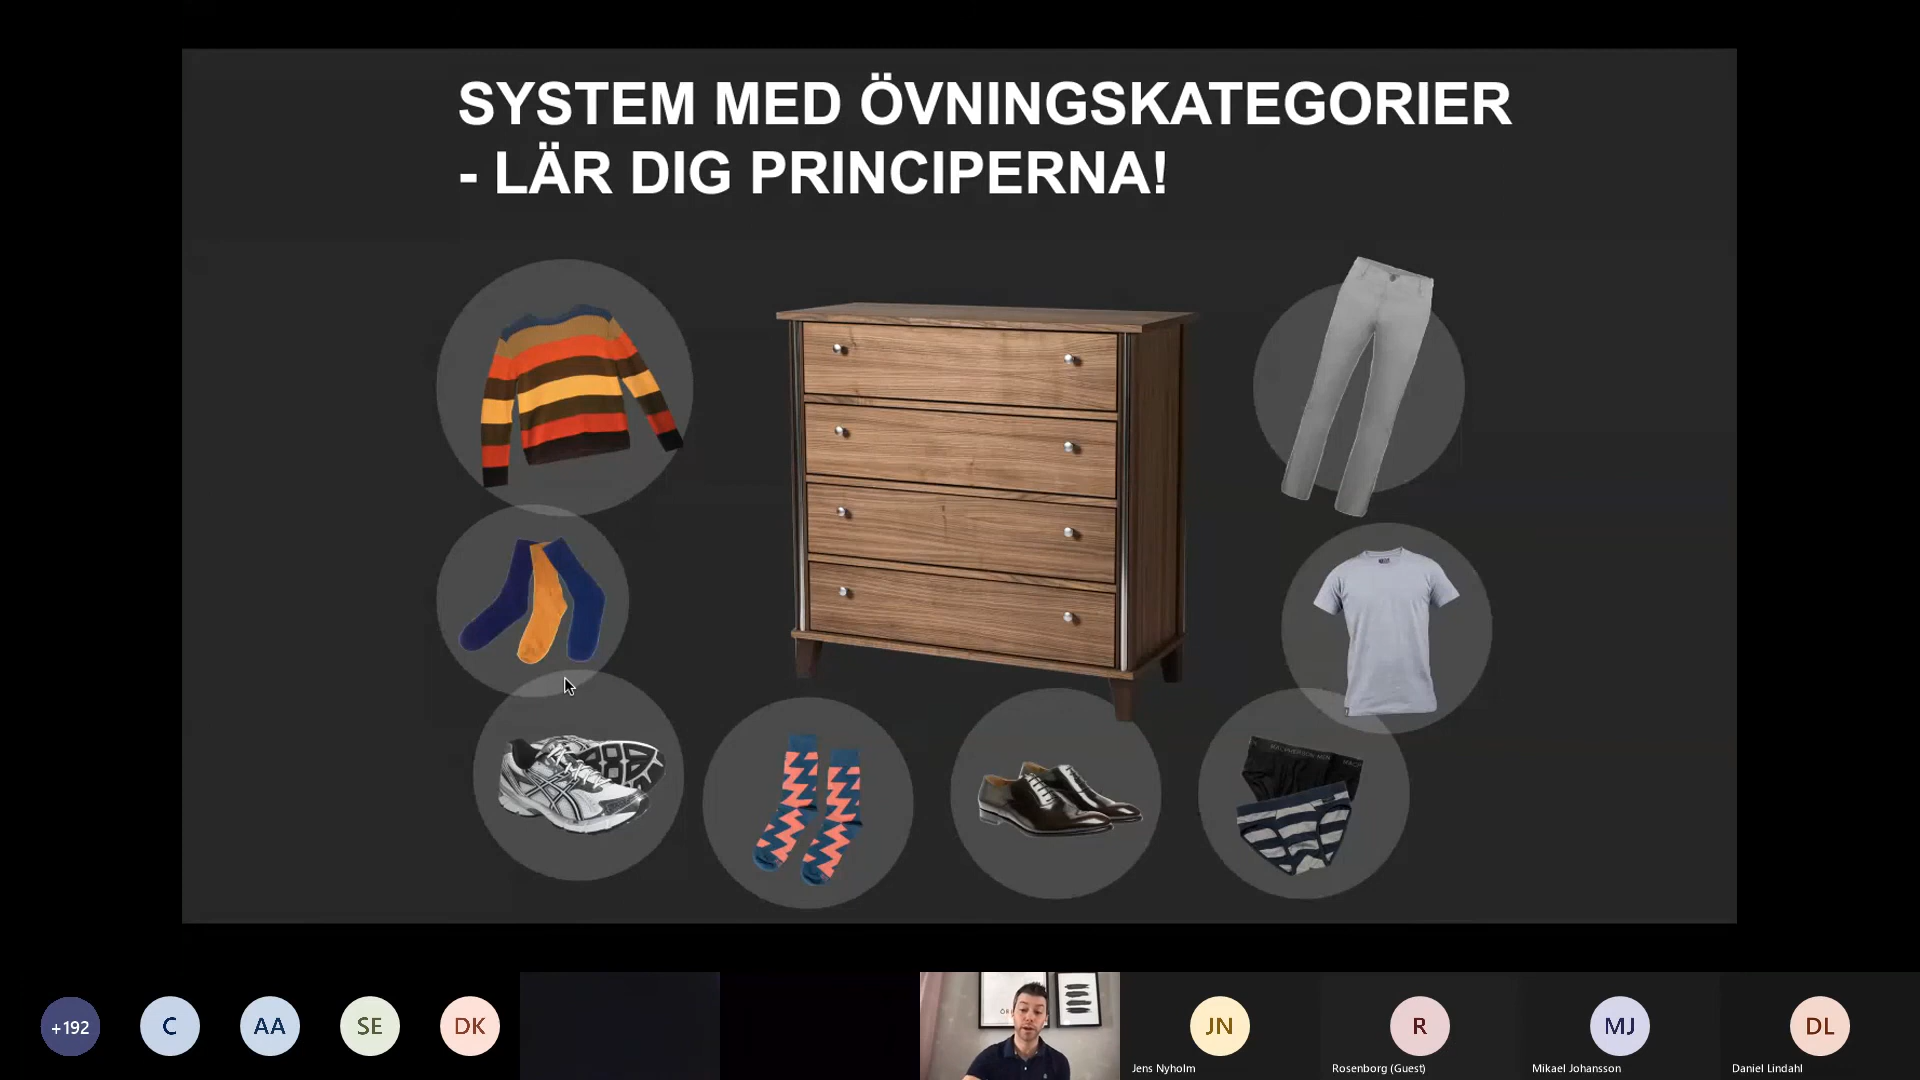 SYSTEM MED ÖVNINGSKATEGORIER
- LÄR DIG PRINCIPERNA!
+192
C
AA
SE
DK
JN
R
MJ
DL
Jens Nyholm
Rosenborg (Guest)
Mikael Johansson
Daniel Lindahl